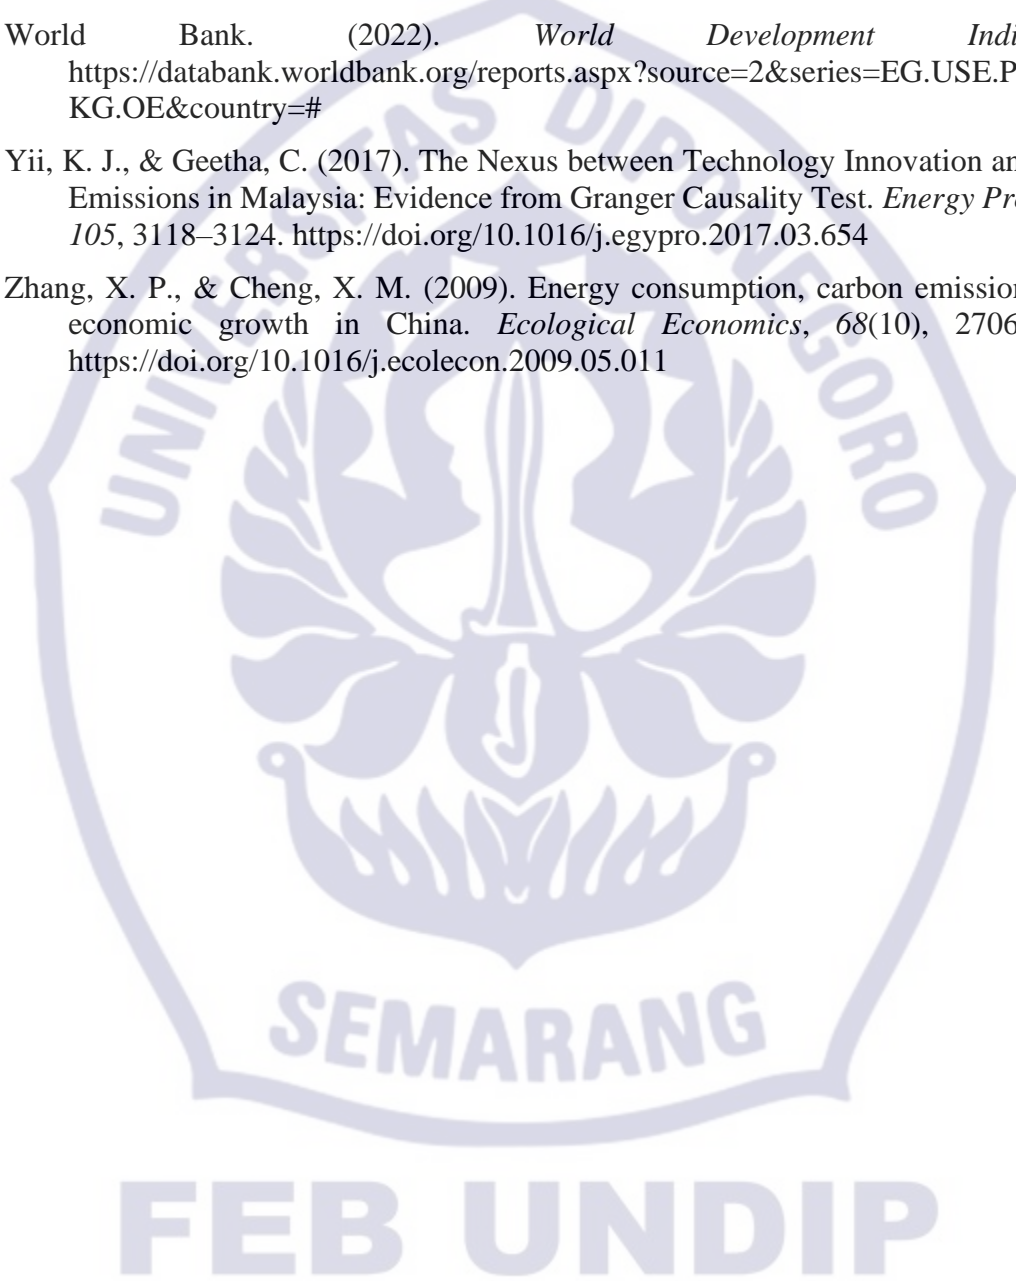 World Bank. (2022). World Development Indi
https://databank.worldbank.org/reports.aspx?source=2&series=EG.USE.P
KG.OE&country=#
Yii, K. J., & Geetha, C. (2017). The Nexus between Technology Innovation an
Emissions in Malaysia: Evidence from Granger Causality Test. Energy Pro
105, 3118–3124. https://doi.org/10.1016/j.egypro.2017.03.654
Zhang, X. P., & Cheng, X. M. (2009). Energy consumption, carbon emission
economic growth in China. Ecological Economics, 68(10), 2706
https://doi.org/10.1016/j.ecolecon.2009.05.011
UNIVERSITAS DIPONEGORO
SEMARANG
FEB UNDIP